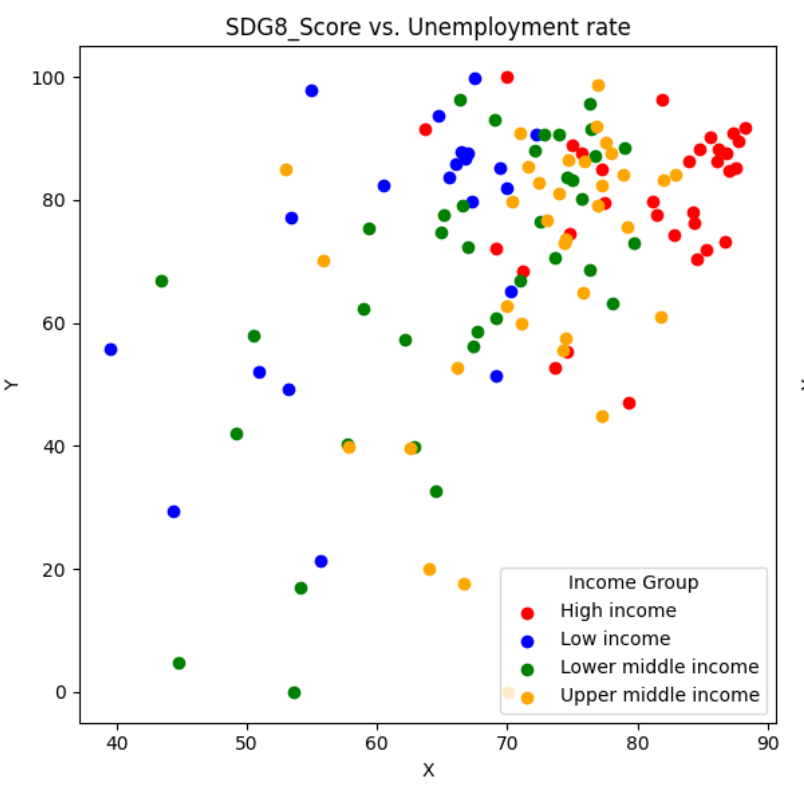 SDG8_Score vs. Unemployment rate
100
80
60
40
20
0
Y
Income Group
High income
Low income
Lower middle income
Upper middle income
40 50 60 70 80 90
X